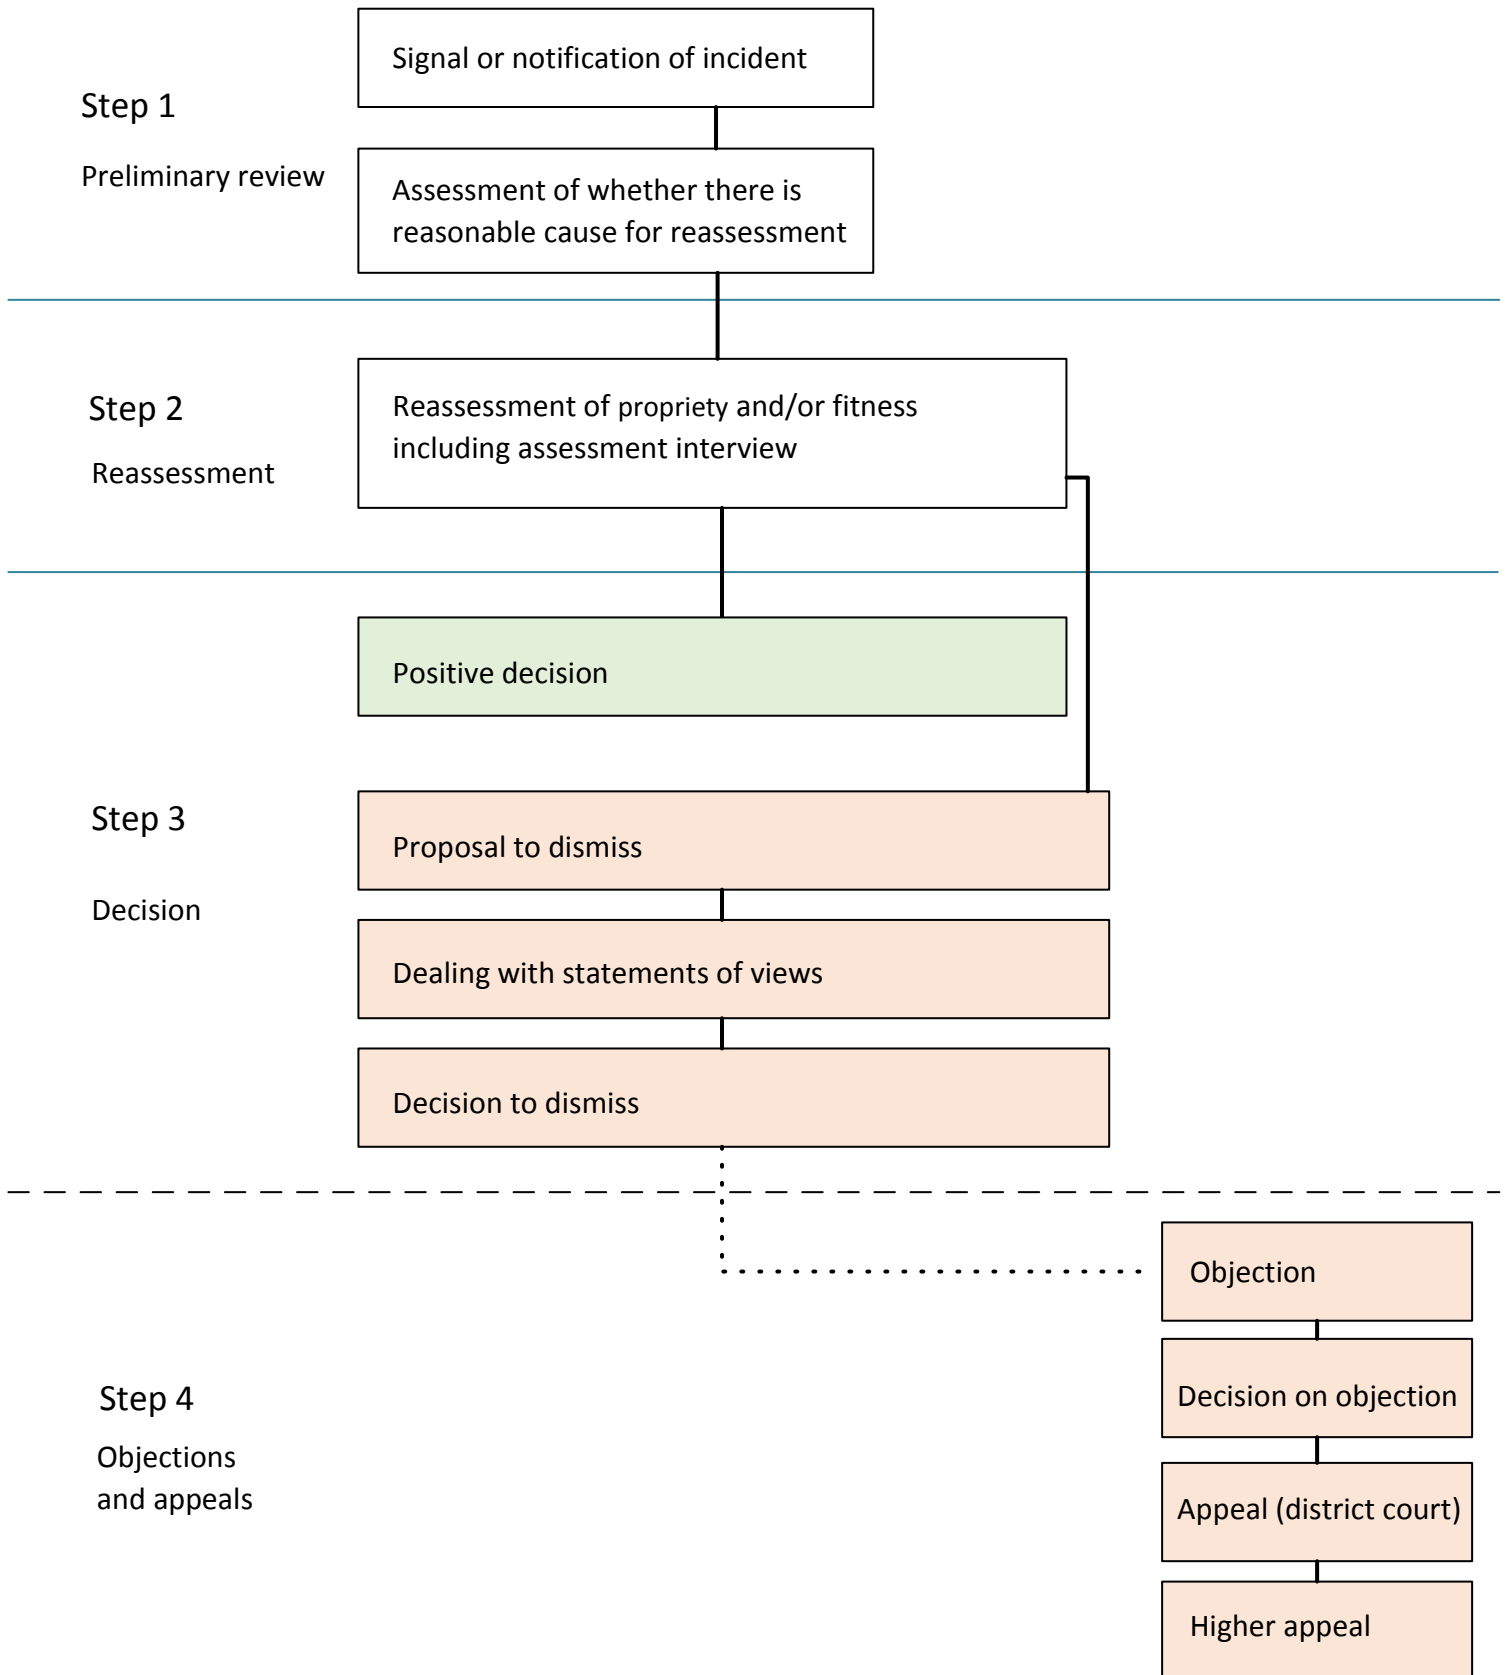 Signal or notification of incident
Step 1
Preliminary review
Assessment of whether there is
reasonable cause for reassessment
Step 2
Reassessment
Reassessment of propriety and/or fitness
including assessment interview
Positive decision
Step 3
Decision
Proposal to dismiss
Dealing with statements of views
Decision to dismiss
Step 4
Objections
and appeals
Objection
Decision on objection
Appeal (district court)
Higher appeal